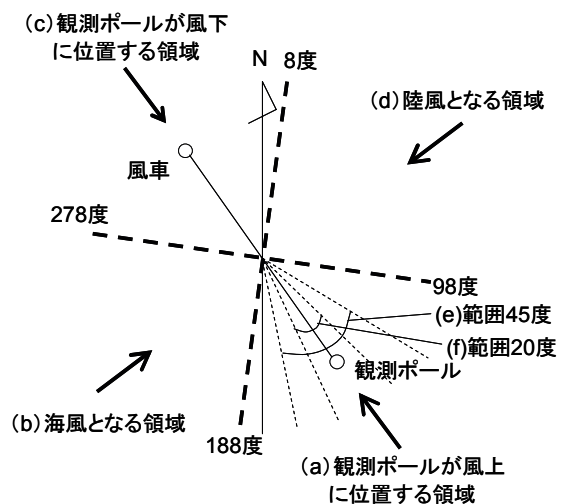 (c)観測ポールが風下
に位置する領域
N
8度
(d)陸風となる領域
風車
278度
98度
(e)範囲45度
(f)範囲20度
観測ポール
(b)海風となる領域
188度
(a)観測ポールが風上
に位置する領域